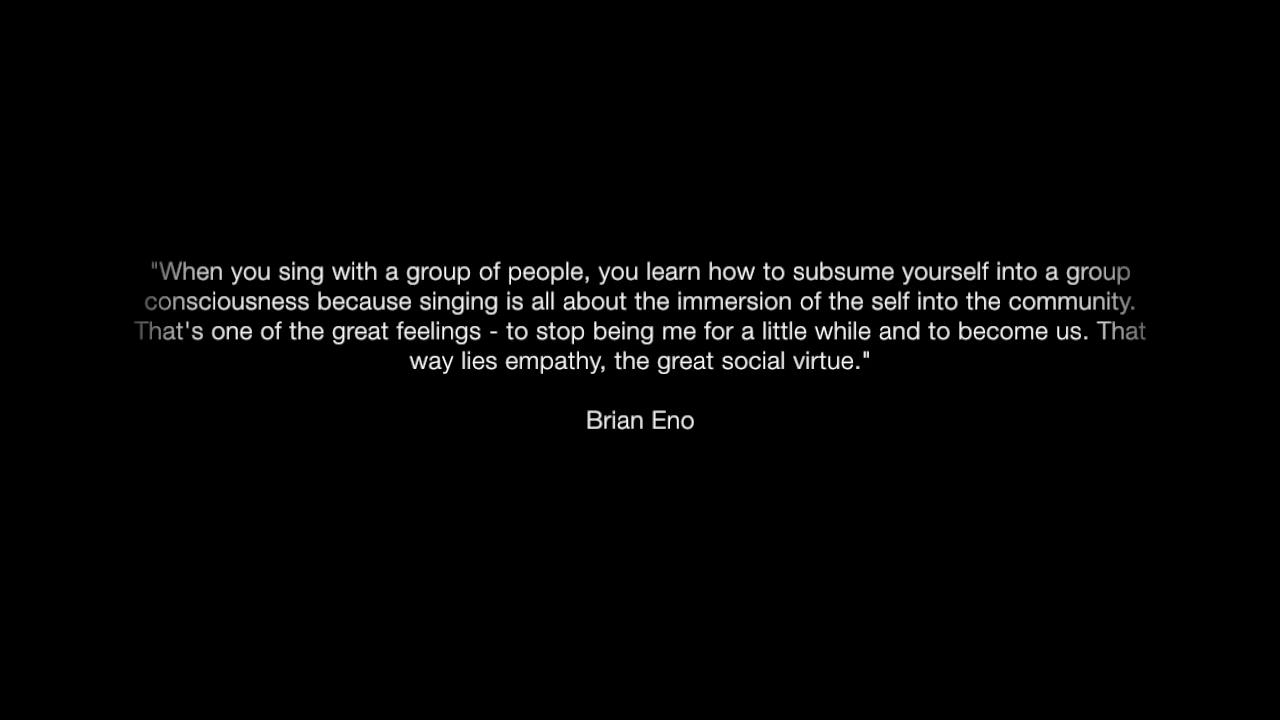 "When you sing with a group of people, you learn how to subsume yourself into a group
consciousness because singing is all about the immersion of the self into the community.
That's one of the great feelings - to stop being me for a little while and to become us. That
way lies empathy, the great social virtue."
Brian Eno